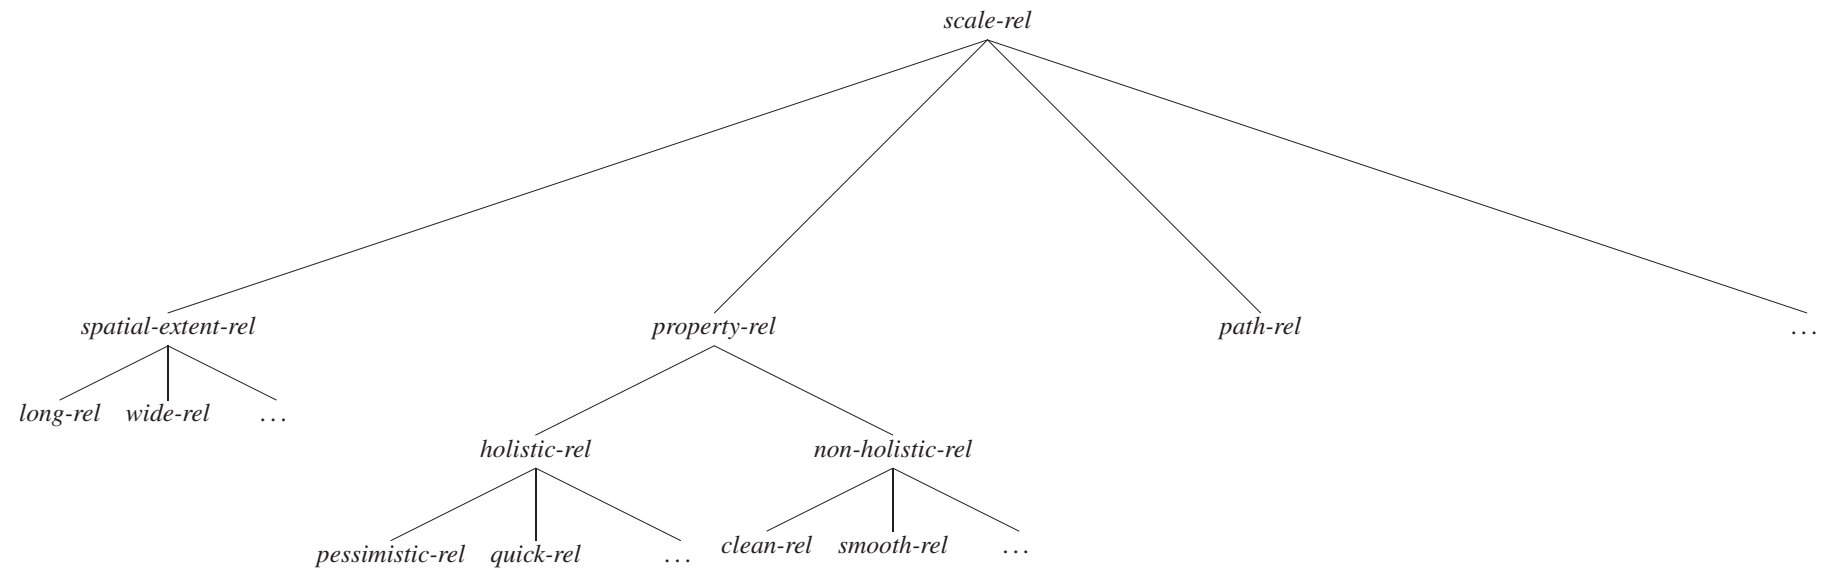 scale-rel
spatial-extent-rel property-rel path-rel ...
long-rel wide-rel ...
holistic-rel non-holistic-rel
pessimistic-rel quick-rel ... clean-rel smooth-rel ...